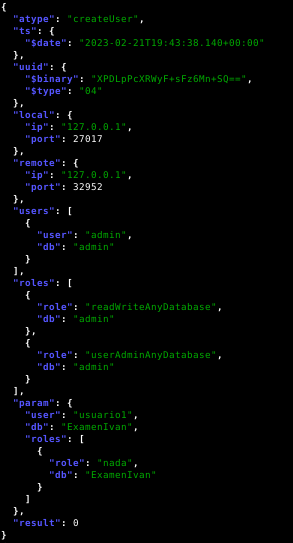 {
  "atype": "createUser",
  "ts": {
    "$date": "2023-02-21T19:43:38.140+00:00"
  },
  "uuid": {
    "$binary": "XPDLpPcXRWyF+sFz6Mn+SQ==",
    "$type": "04"
  },
  "local": {
    "ip": "127.0.0.1",
    "port": 27017
  },
  "remote": {
    "ip": "127.0.0.1",
    "port": 32952
  },
  "users": [
    {
      "user": "admin",
      "db": "admin"
    }
  ],
  "roles": [
    {
      "role": "readWriteAnyDatabase",
      "db": "admin"
    },
    {
      "role": "userAdminAnyDatabase",
      "db": "admin"
    }
  ],
  "param": {
    "user": "usuario1",
    "db": "ExamenIvan",
    "roles": [
      {
        "role": "nada",
        "db": "ExamenIvan"
      }
    ]
  },
  "result": 0
}